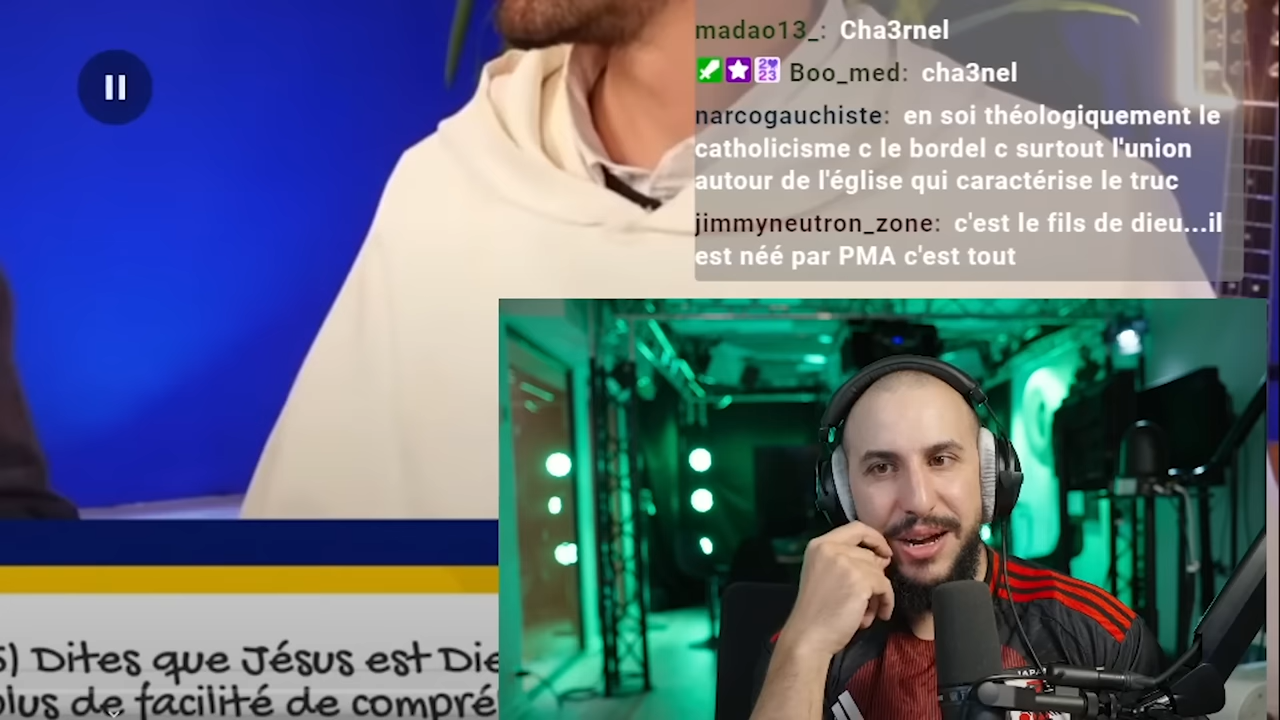 madao13_: Cha3rnel
2023 Boo_med: cha3nel
narcogauchiste: en soi théologiquement le
catholicisme c le bordel c surtout l'union
autour de l'église qui caractérise le truc
jimmyneutron_zone: c'est le fils de dieu...il
est néé par PMA c'est tout
) Dites que Jésus est Die
plus de facilité de compré
JAPA